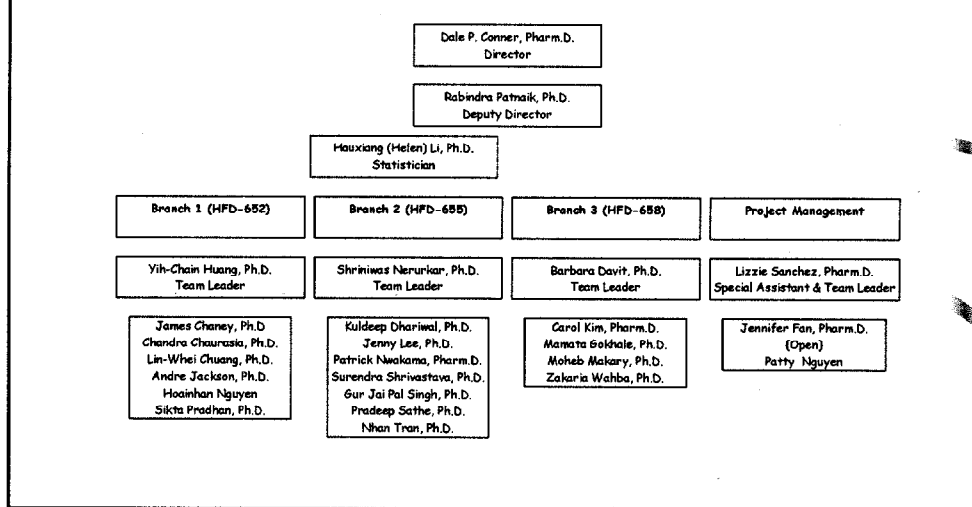 Dale P. Conner, Pharm.D.
Director
Rabindra Patnaik, Ph.D.
Deputy Director
Hauxiang (Helen) Li, Ph.D.
Statistician
Branch 1 (HFD-652)
Branch 2 (HFD-655)
Branch 3 (HFD-658)
Project Management
Yih-Chain Huang, Ph.D.
Team Leader
Shriniwas Nerurkar, Ph.D.
Team Leader
Barbara Davit, Ph.D.
Team Leader
Lizzie Sanchez, Pharm.D.
Special Assistant & Team Leader
James Chaney, Ph.D
Chandra Chaurasia, Ph.D.
Lin-Whei Chuang, Ph.D.
Andre Jackson, Ph.D.
Hoainhan Nguyen
Sikta Pradhan, Ph.D.
Kuldeep Dhariwal, Ph.D.
Jenny Lee, Ph.D.
Patrick Nwakama, Pharm.D.
Surendra Shrivastava, Ph.D.
Gur Jai Pal Singh, Ph.D.
Pradeep Sathe, Ph.D.
Nhan Tran, Ph.D.
Carol Kim, Pharm.D.
Mamata Gokhale, Ph.D.
Moheb Makary, Ph.D.
Zakaria Wahba, Ph.D.
Jennifer Fan, Pharm.D.
{Open}
Patty Nguyen